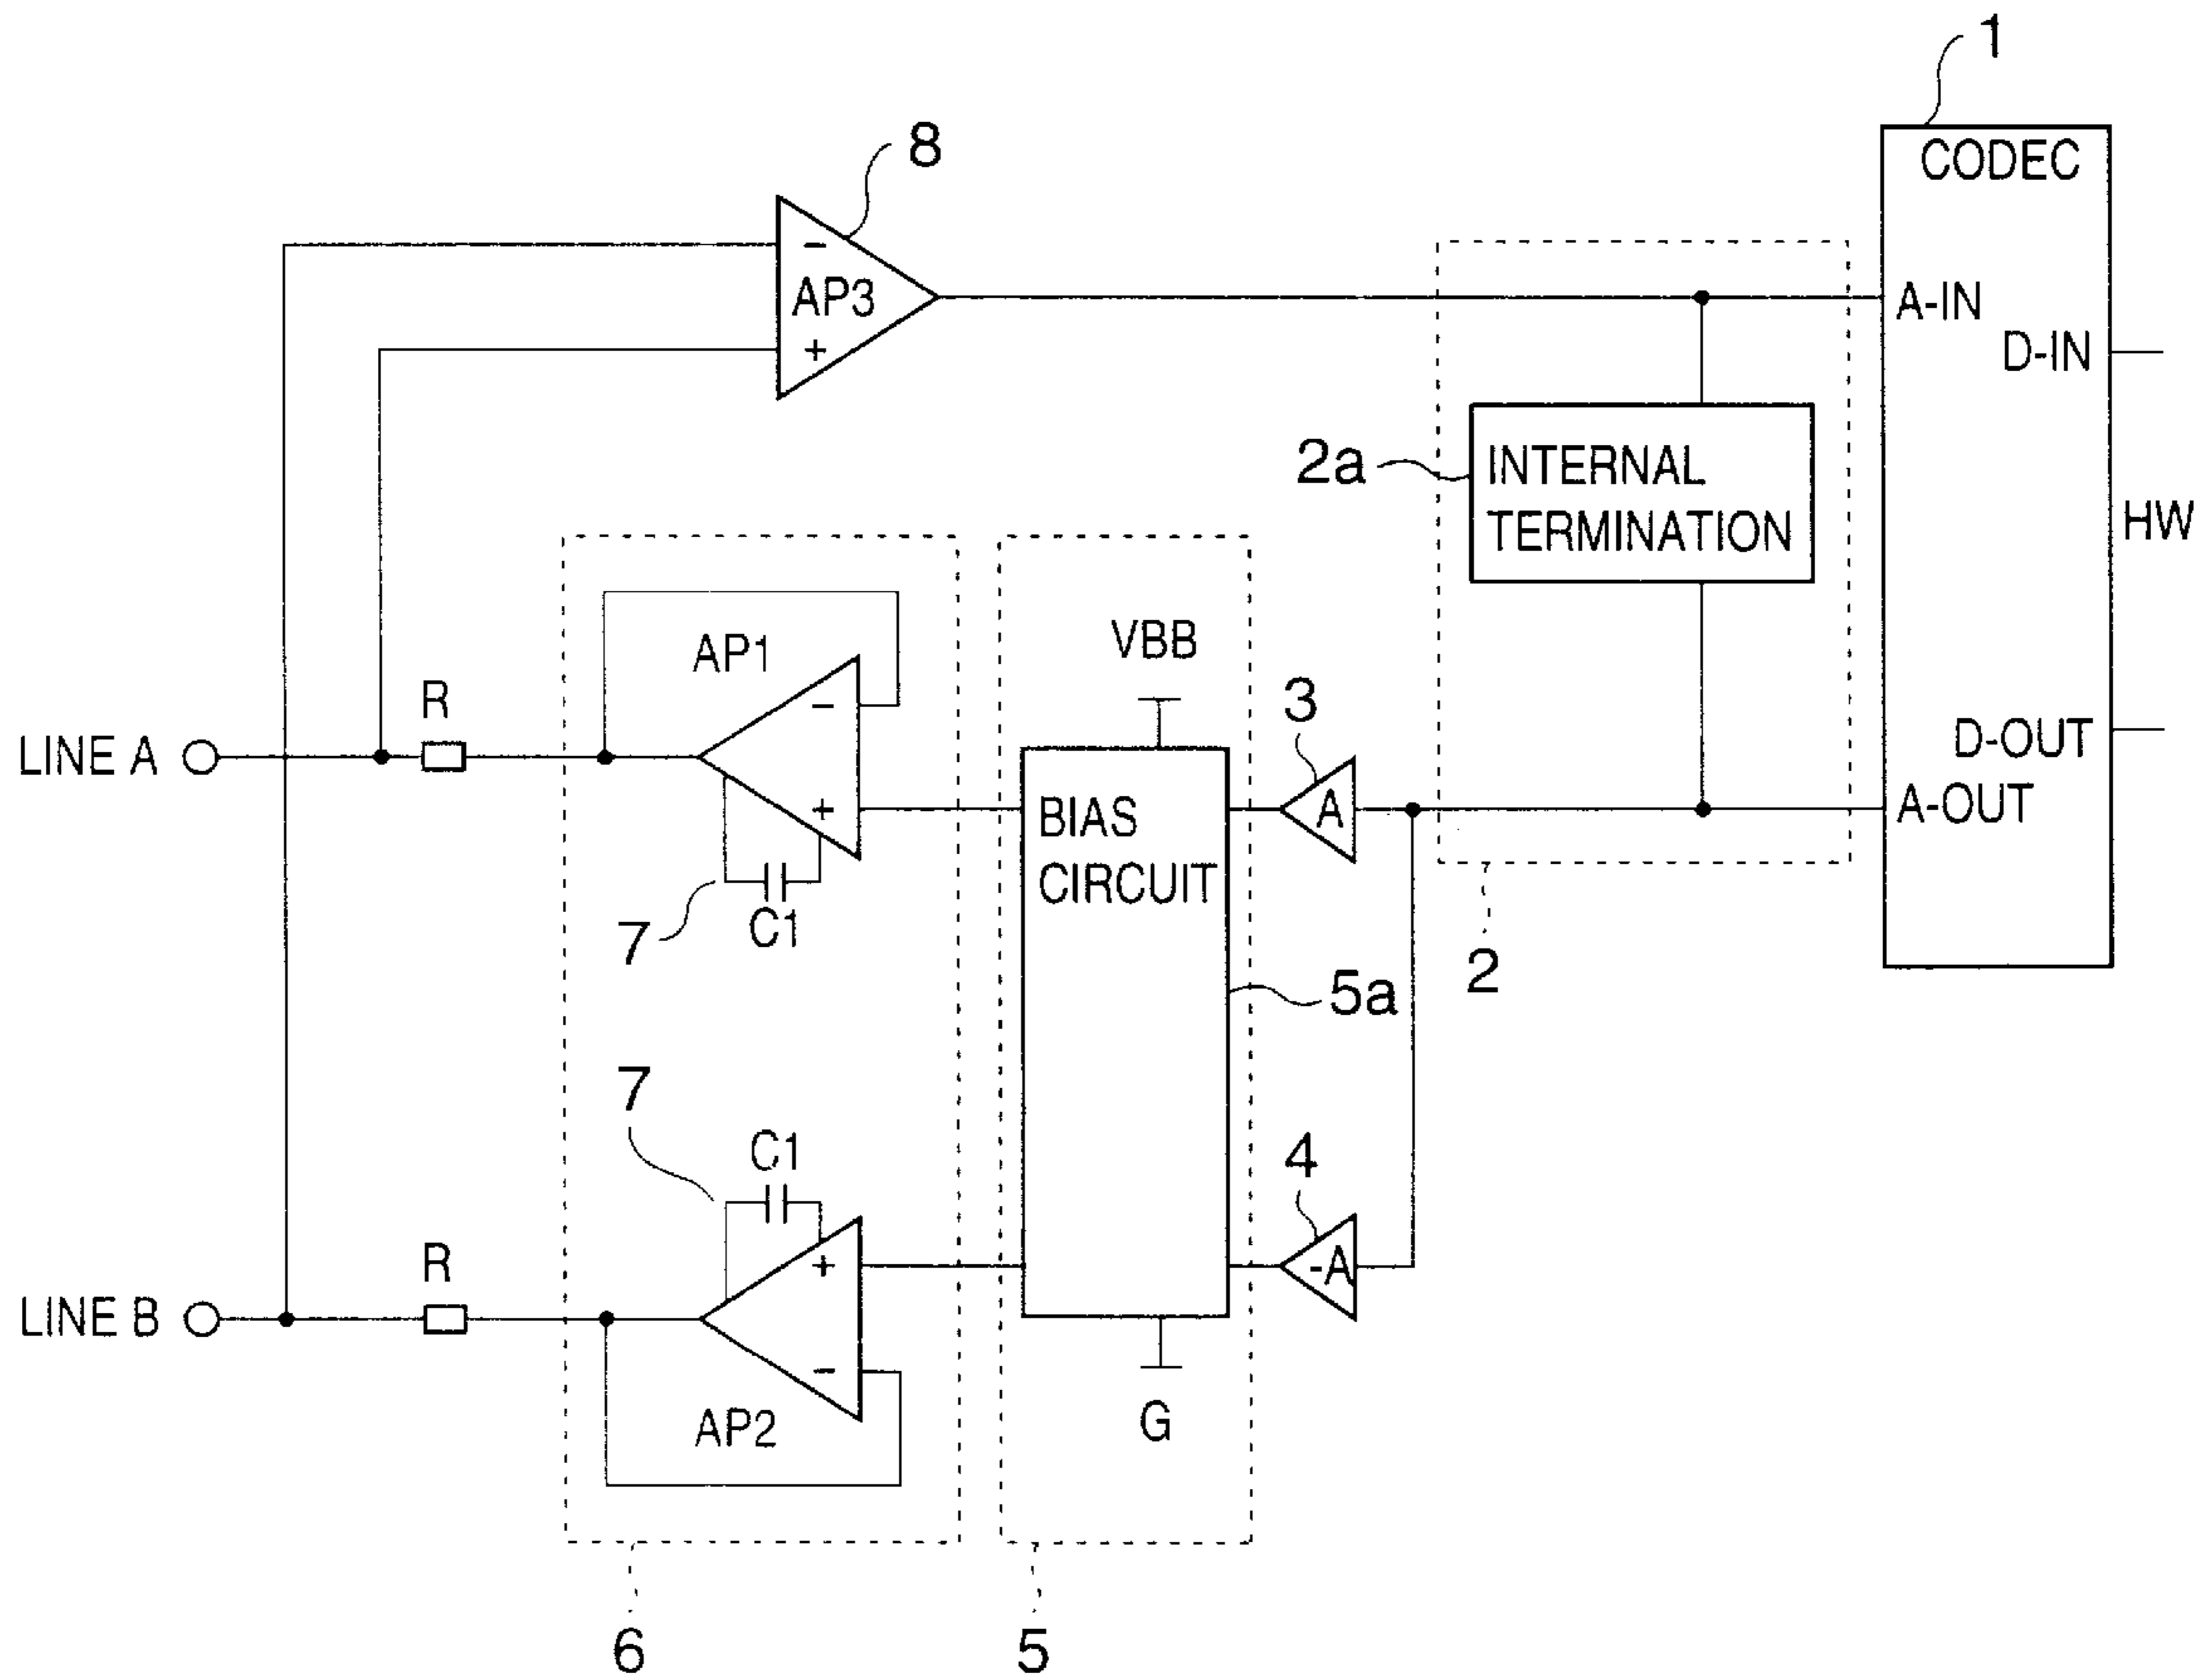 1
CODEC
8
-
AP3
+
A-IN
D-IN
2a
INTERNAL
TERMINATION
HW
AP1
VBB
R
-
3
LINE A
D-OUT
+
BIAS
CIRCUIT
A
A-OUT
7
C1
2
5a
7
C1
4
R
+
-A
LINE B
-
AP2
G
6
5